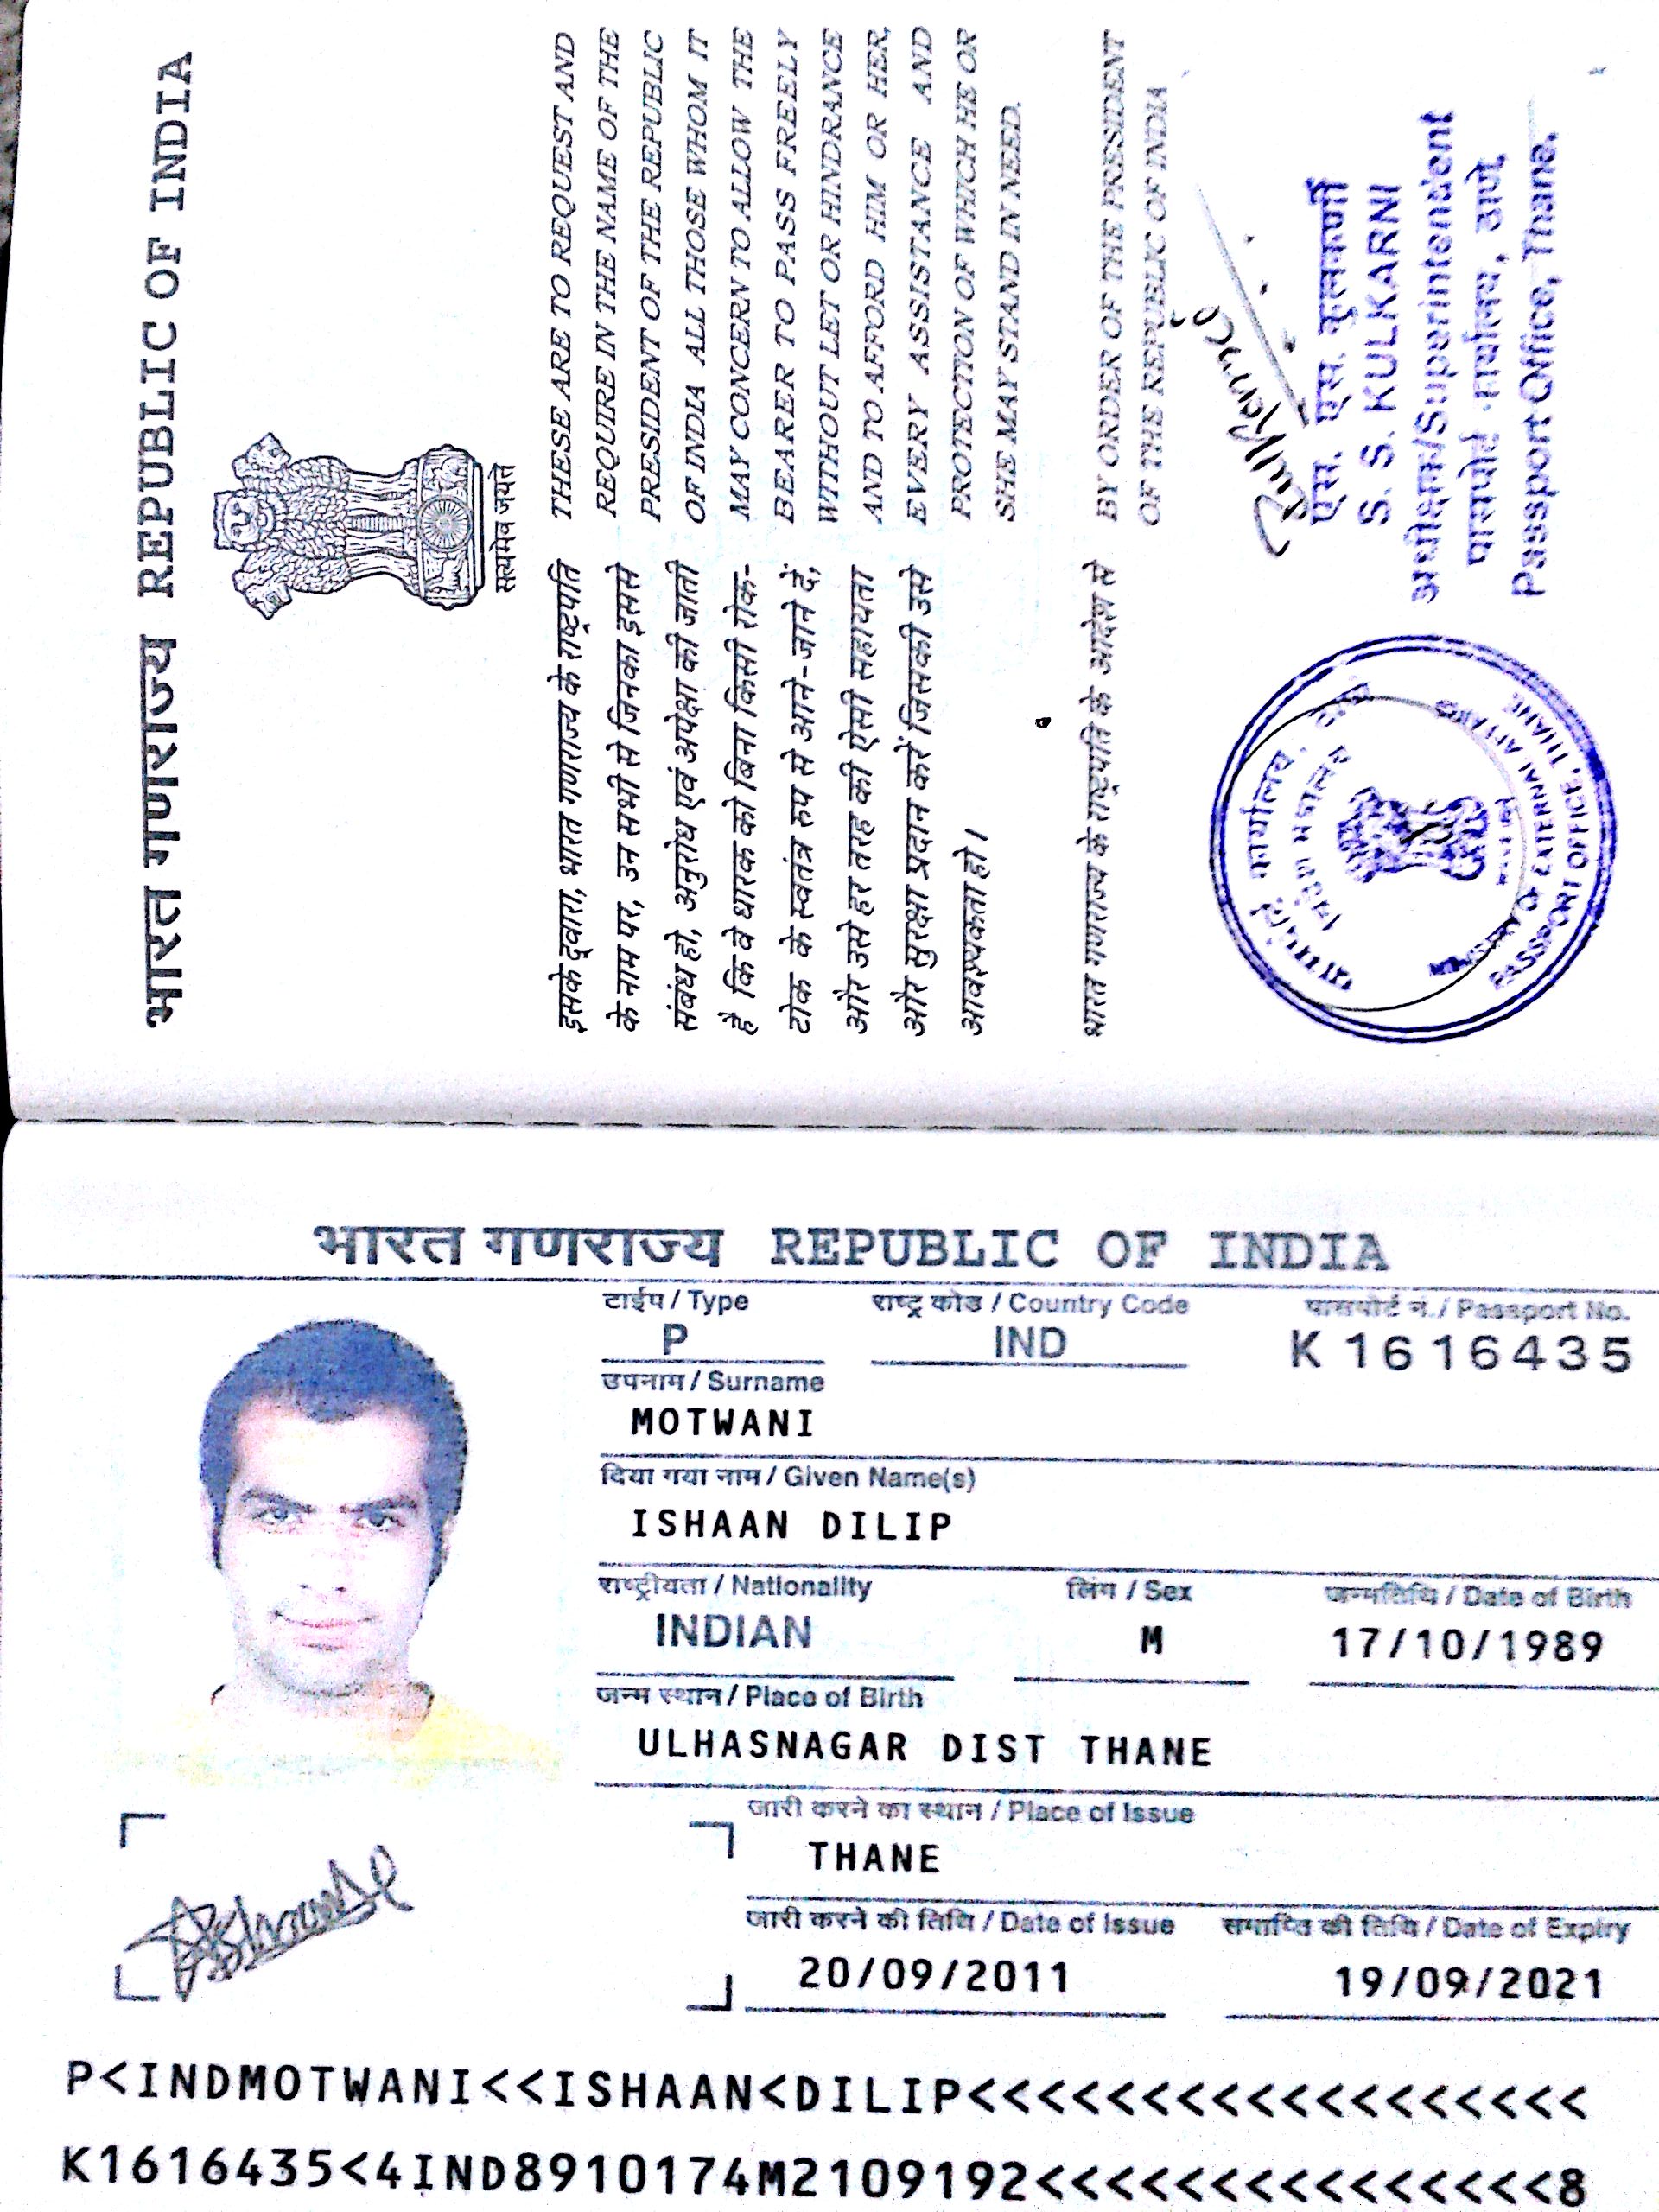 भारत गणराज्य REPUBLIC OF INDIA
सत्यमेव जयते
इसके द्वारा, भारत गणराज्य के राष्ट्रपति
के नाम पर, उन सभी से जिनका इससे
संबंध हो, अनुरोध एवं अपेक्षा की जाती
है कि वे धारक को बिना किसी रोक-
टोक के स्वतंत्र रुप से आने-जाने दें,
और उसे हर तरह की ऐसी सहायता
और सुरक्षा प्रदान करें जिसकी उसे
आवश्यकता हो।
THESE ARE TO REQUEST AND
REQUIRE IN THE NAME OF THE
PRESIDENT OF THE REPUBLIC
OF INDIA ALL THOSE WHOM IT
MAY CONCERN TO ALLOW THE
BEARER TO PASS FREELY
WITHOUT LET OR HINDRANCE
AND TO AFFORD HIM OR HER,
EVERY ASSISTANCE AND
PROTECTION OF WHICH HE OR
SHE MAY STAND IN NEED.
भारत गणराज्य के राष्ट्रपति के आदेश से
BY ORDER OF THE PRESIDENT
OF THE REPUBLIC OF INDIA
एस. एस. कुलकर्णी
S. S. KULKARNI
अधीक्षक/Superintendent
पासपोर्ट कार्यालय, ठाणे
Passport Office, Thane.
पासपोर्ट कार्यालय
PASSPORT OFFICE, THANE
भारत गणराज्य REPUBLIC OF INDIA
टाईप / Type राष्ट्र कोड / Country Code पासपोर्ट नं. / Passport No.
P IND K 1616435
उपनाम / Surname
MOTWANI
दिया गया नाम / Given Name(s)
ISHAAN DILIP
राष्ट्रीयता / Nationality लिंग / Sex जन्मतिथि / Date of Birth
INDIAN M 17/10/1989
जन्म स्थान / Place of Birth
ULHASNAGAR DIST THANE
जारी करने का स्थान / Place of Issue
THANE
जारी करने की तिथि / Date of Issue समाप्ति की तिथि / Date of Expiry
20/09/2011 19/09/2021
P<INDMOTWANI<<ISHAAN<DILIP<<<<<<<<<<<<<<<<<<
K1616435<4IND8910174M2109192<<<<<<<<<<<<<<<8